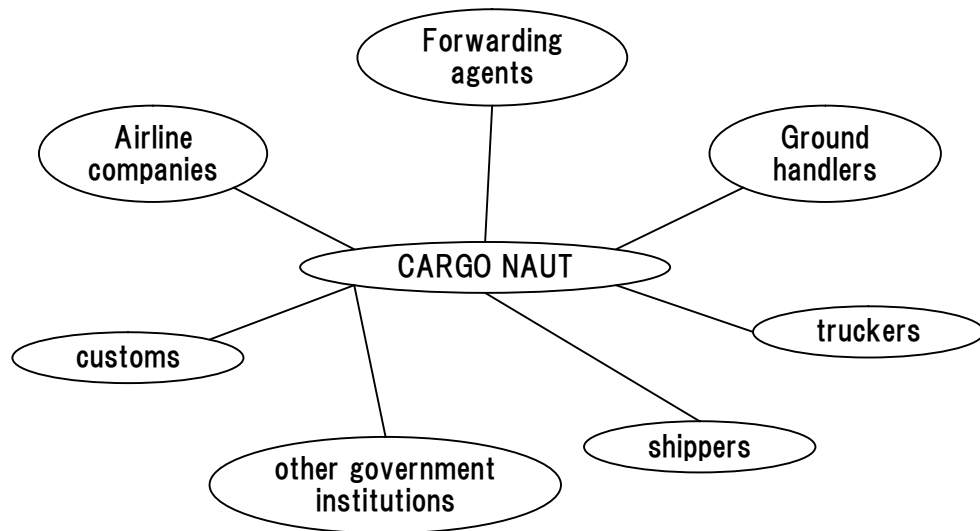 Forwarding
agents
Airline
companies
Ground
handlers
CARGO NAUT
truckers
customs
shippers
other government
institutions